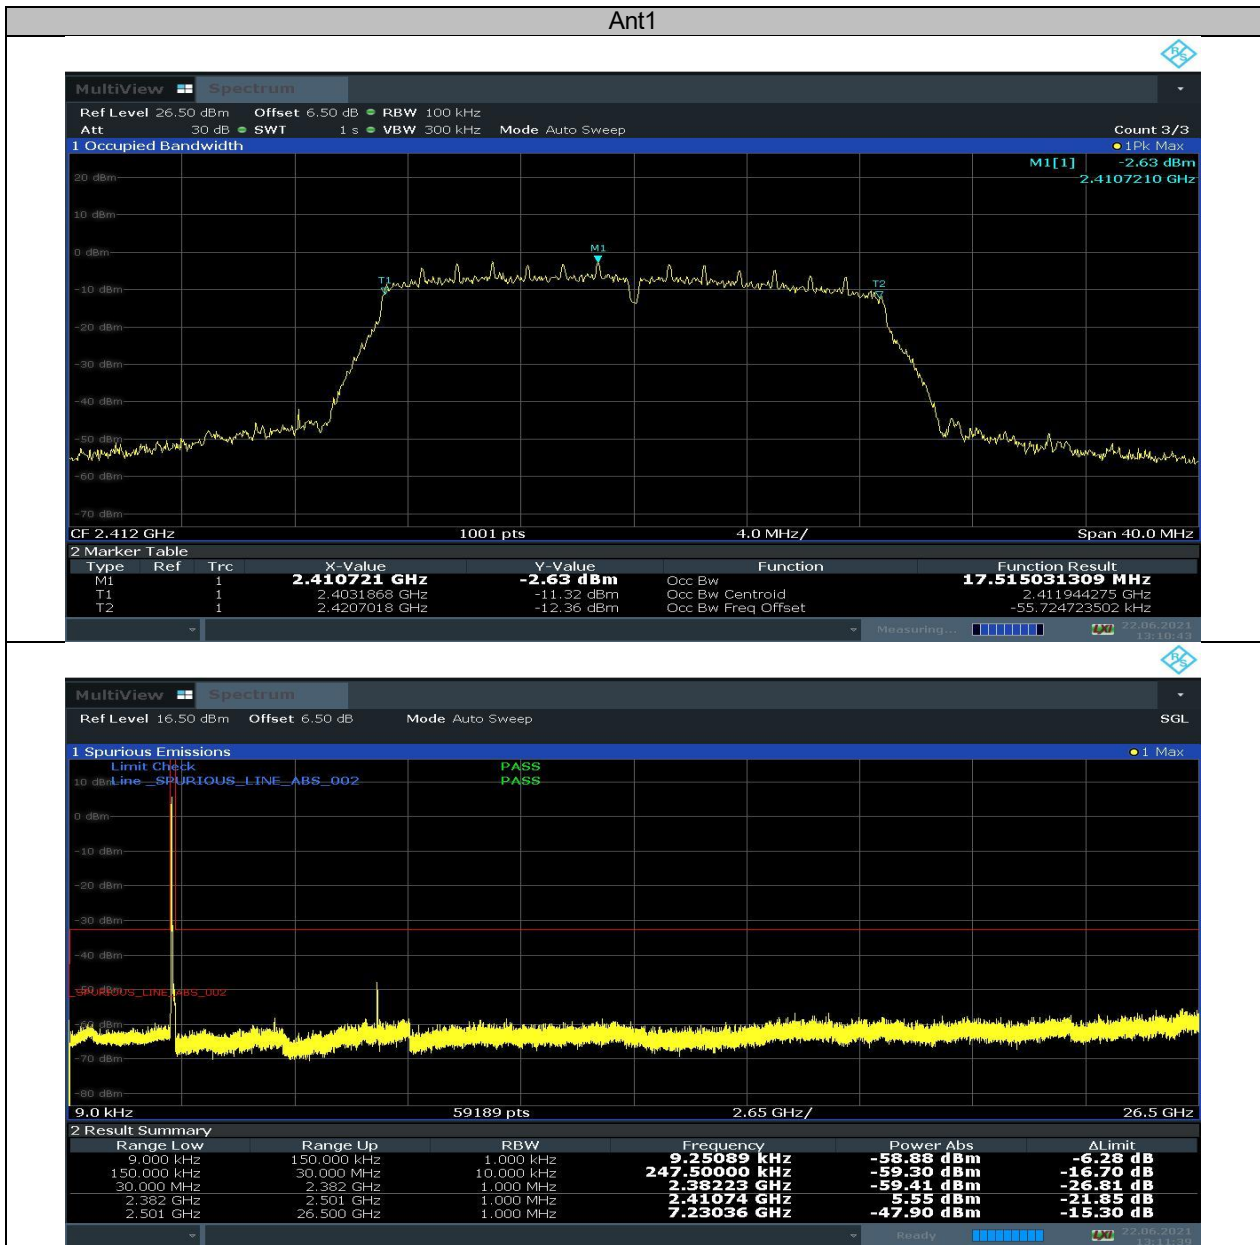 Ant1
R&S
MultiView Spectrum
Ref Level 26.50 dBm Offset 6.50 dB RBW 100 kHz
Att 30 dB SWT 1 s VBW 300 kHz Mode Auto Sweep Count 3/3
1 Occupied Bandwidth 1Pk Max
M1[1] -2.63 dBm
2.4107210 GHz
20 dBm
10 dBm
0 dBm
M1
T1
T2
-10 dBm
-20 dBm
-30 dBm
-40 dBm
-50 dBm
-60 dBm
-70 dBm
CF 2.412 GHz 1001 pts 4.0 MHz/ Span 40.0 MHz
2 Marker Table
Type Ref Trc X-Value Y-Value Function Function Result
M1 1 2.410721 GHz -2.63 dBm Occ Bw 17.515031309 MHz
T1 1 2.4031868 GHz -11.32 dBm Occ Bw Centroid 2.411944275 GHz
T2 1 2.4207018 GHz -12.36 dBm Occ Bw Freq Offset -55.724723502 kHz
Measuring... LXI 22.06.2021
13:10:43
R&S
MultiView Spectrum
Ref Level 16.50 dBm Offset 6.50 dB Mode Auto Sweep SGL
1 Spurious Emissions 1 Max
Limit Check PASS
10 dBm Line _SPURIOUS_LINE_ABS_002 PASS
0 dBm
-10 dBm
-20 dBm
-30 dBm
-40 dBm
-50 dBm
_SPURIOUS_LINE_ABS_002
-60 dBm
-70 dBm
-80 dBm
9.0 kHz 59189 pts 2.65 GHz/ 26.5 GHz
2 Result Summary
Range Low Range Up RBW Frequency Power Abs ΔLimit
9.000 kHz 150.000 kHz 1.000 kHz 9.25089 kHz -58.88 dBm -6.28 dB
150.000 kHz 30.000 MHz 10.000 kHz 247.50000 kHz -59.30 dBm -16.70 dB
30.000 MHz 2.382 GHz 1.000 MHz 2.38223 GHz -59.41 dBm -26.81 dB
2.382 GHz 2.501 GHz 1.000 MHz 2.41074 GHz 5.55 dBm -21.85 dB
2.501 GHz 26.500 GHz 1.000 MHz 7.23036 GHz -47.90 dBm -15.30 dB
Ready LXI 22.06.2021
13:11:39